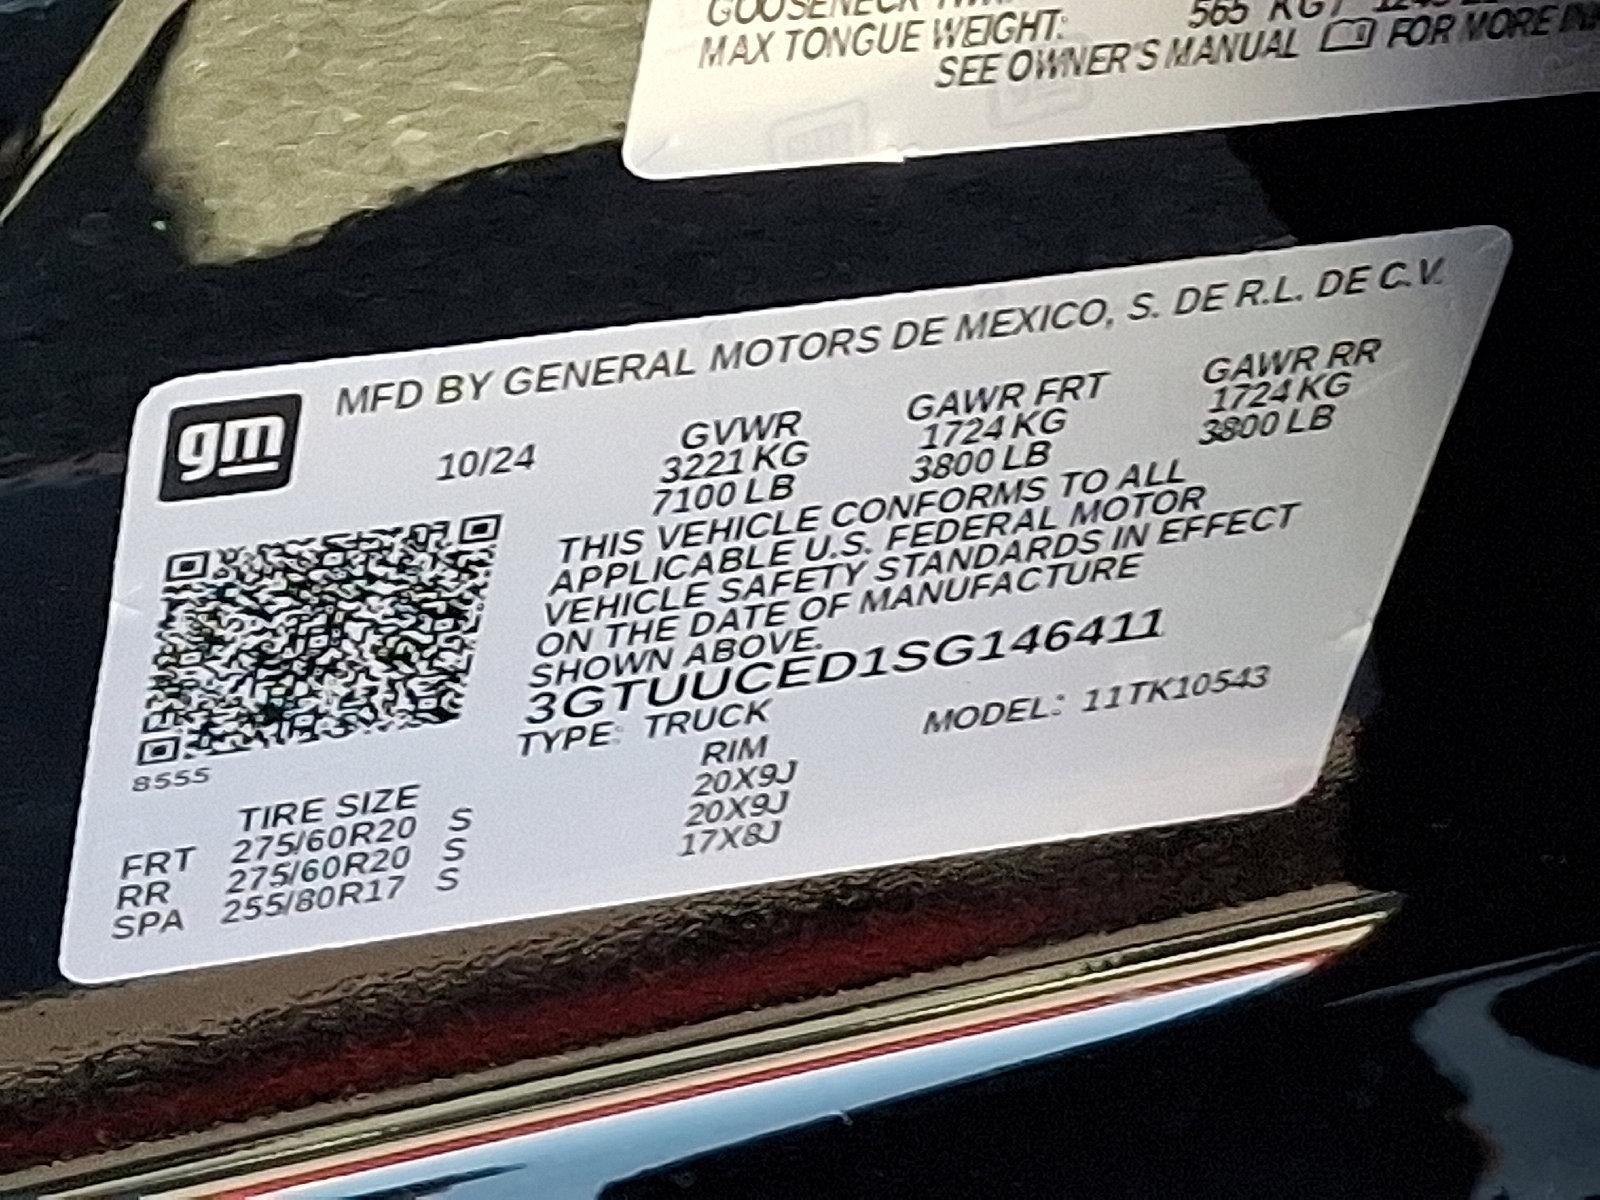 MAX TONGUE WEIGHT: 565 KG/
SEE OWNER'S MANUAL FOR MORE
gm
MFD BY GENERAL MOTORS DE MEXICO, S. DE R.L. DE C.V.
10/24 GVWR GAWR FRT GAWR RR
3221 KG 1724 KG 1724 KG
7100 LB 3800 LB 3800 LB
THIS VEHICLE CONFORMS TO ALL
APPLICABLE U.S. FEDERAL MOTOR
VEHICLE SAFETY STANDARDS IN EFFECT
ON THE DATE OF MANUFACTURE
SHOWN ABOVE.
3GTUUCED1SG146411
TYPE: TRUCK MODEL: 11TK10543
8555
TIRE SIZE RIM
FRT 275/60R20 S 20X9J
RR 275/60R20 S 20X9J
SPA 255/80R17 S 17X8J